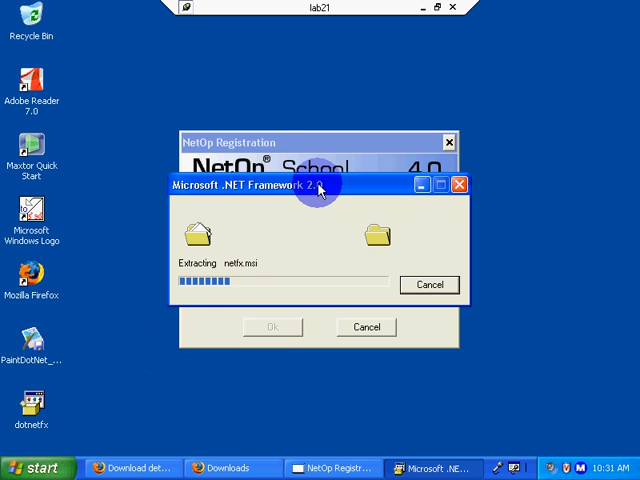 lab21
Recycle Bin
Adobe Reader
7.0
Maxtor Quick
Start
Microsoft
Windows Logo
Mozilla Firefox
PaintDotNet_...
dotnetfx
NetOp Registration
NetOp® School 4.0
Microsoft .NET Framework 2.0
Extracting netfx.msi
Cancel
Ok Cancel
start
Download det...
Downloads
NetOp Registr...
Microsoft .NE...
10:31 AM